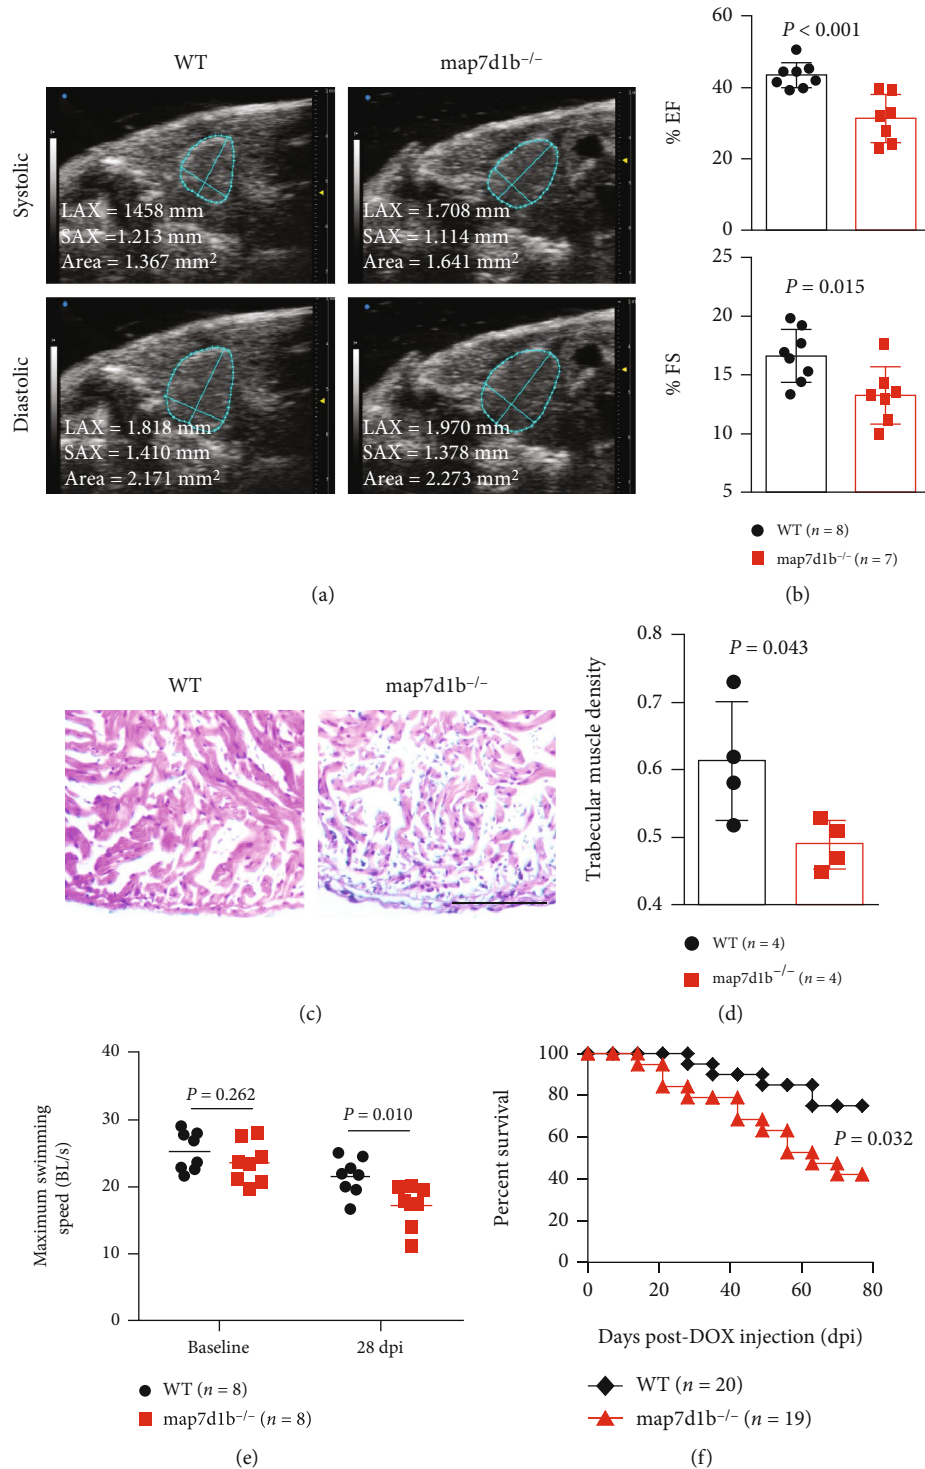 WT
map7d1b–/–
Systolic
LAX = 1458 mm
SAX =1.213 mm
Area = 1.367 mm2
LAX = 1.708 mm
SAX = 1.114 mm
Area = 1.641 mm2
Diastolic
LAX = 1.818 mm
SAX = 1.410 mm
Area = 2.171 mm2
LAX = 1.970 mm
SAX = 1.378 mm
Area = 2.273 mm2
(a)
% EF
60
40
20
0
P < 0.001
% FS
25
20
15
10
5
P = 0.015
WT (n = 8)
map7d1b–/– (n = 7)
(b)
WT
map7d1b–/–
(c)
Trabecular muscle density
0.8
0.7
0.6
0.5
0.4
P = 0.043
WT (n = 4)
map7d1b–/– (n = 4)
(d)
Maximum swimming
speed (BL/s)
40
30
20
10
0
P = 0.262
P = 0.010
Baseline
28 dpi
WT (n = 8)
map7d1b–/– (n = 8)
(e)
Percent survival
100
80
60
40
20
0
P = 0.032
0
20
40
60
80
Days post-DOX injection (dpi)
WT (n = 20)
map7d1b–/– (n = 19)
(f)